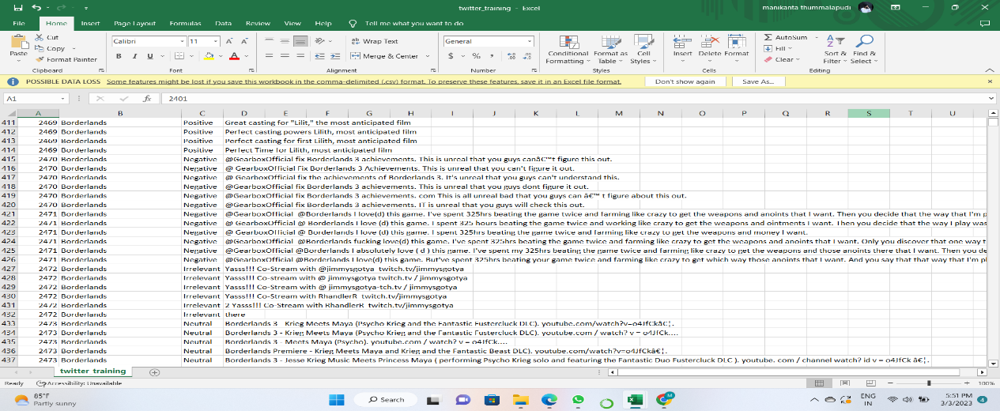 twitter_training - Excel
manikanta thummalapudi
File Home Insert Page Layout Formulas Data Review View Help Tell me what you want to do
Paste Cut Copy Format Painter
Clipboard
Calibri 11 A A
B I U A
Font
Wrap Text
Merge & Center
Alignment
General
$ % ,
Number
Conditional Formatting Format as Table Cell Styles
Styles
Insert Delete Format
Cells
AutoSum Fill Clear Sort & Filter Find & Select
Editing
POSSIBLE DATA LOSS Some features might be lost if you save this workbook in the comma-delimited (.csv) format. To preserve these features, save it in an Excel file format. Don't show again Save As...
A1 fx 2401
A B C D E F G H I J K L M N O P Q R S T U
411 2469 Borderlands Positive Great casting for "Lilit," the most anticipated film
412 2469 Borderlands Positive Perfect casting powers Lilith, most anticipated film
413 2469 Borderlands Positive Perfect casting for first Lilith, most anticipated film
414 2469 Borderlands Positive Perfect Time for Lilith, most anticipated film
415 2470 Borderlands Negative @GearboxOfficial fix Borderlands 3 achievements. This is unreal that you guys canâ€™t figure this out.
416 2470 Borderlands Negative @ GearboxOfficial Fix Borderlands 3 Achievements. This is unreal that you can't figure it out.
417 2470 Borderlands Negative @ GearboxOfficial fix the achievements of Borderlands 3. It's unreal that you guys can't understand this.
418 2470 Borderlands Negative @GearboxOfficial fix Borderlands 3 achievements. This is unreal that you guys dont figure it out.
419 2470 Borderlands Negative @GearboxOfficial fix Borderlands 3 achievements. com This is all unreal bad that you guys can â€™ t figure about this out.
420 2470 Borderlands Negative @GearboxOfficial fix Borderlands 3 achievements. IT is unreal that you guys will check this out.
421 2471 Borderlands Negative @GearboxOfficial @Borderlands I love(d) this game. I've spent 325hrs beating the game twice and farming like crazy to get the weapons and anoints that I want. Then you decide that the way that I'm p
422 2471 Borderlands Negative @GearboxOfficial @ Borderlands I love (d) this game. I spent 325 hours beating the game twice and working like crazy to get the weapons and ointments I want. Then you decide that the way I play was
423 2471 Borderlands Negative @ GearboxOfficial @ Borderlands I love (d) this game. I spent 325hrs beating the game twice and farming like crazy to get the weapons and money I want.
424 2471 Borderlands Negative @GearboxOfficial @Borderlands fucking love(d) this game. I've spent 325hrs beating the game twice and farming like crazy to get the weapons and anoints that I want. Only you discover that one way t
425 2471 Borderlands Negative @GearboxOfficial @Borderlands I absolutely love ( d ) this game. I've spent my 325hrs beating the game twice and farming like crazy to get the weapons and those anoints there that I want. Then you de
426 2471 Borderlands Negative @GearboxOfficial @Borderlands I love(d) this game. But've spent 325hrs beating your game twice and farming like crazy to get which way those anoints that I want. And you say that that way that I'm pl
427 2472 Borderlands Irrelevant Yasss!!! Co-Stream with @jimmysgotya twitch.tv/jimmysgotya
428 2472 Borderlands Irrelevant Yasss!!! Co-stream with @ jimmysgotya twitch.tv / jimmysgotya
429 2472 Borderlands Irrelevant Yasss!!! Co-Stream with @ jimmysgotya-tch.tv / jimmysgotya
430 2472 Borderlands Irrelevant Yasss!!! Co-Stream with RhandlerR twitch.tv/jimmysgotya
431 2472 Borderlands Irrelevant 2 Yasss!!! Co-Stream with RhandlerR twitch.tv/jimmysgotya
432 2472 Borderlands Irrelevant there
433 2473 Borderlands Neutral Borderlands 3 - Krieg Meets Maya (Psycho Krieg and the Fantastic Fustercluck DLC). youtube.com/watch?v=o4JfCkâ€¦.
434 2473 Borderlands Neutral Borderlands 3 - Krieg Meets Maya (Psycho Krieg and the Fantastic Fustercluck DLC). youtube.com / watch? v = o4JfCk....
435 2473 Borderlands Neutral Borderlands 3 - Meets Maya (Psycho). youtube.com / watch? v = o4JfCk....
436 2473 Borderlands Neutral Borderlands Premiere - Krieg Meets Maya and Krieg and the Fantastic Beast DLC). youtube.com/watch?v=o4JfCkâ€¦.
437 2473 Borderlands Neutral Borderlands 3 - Jesse Krieg Music Meets Princess Maya ( performing Psycho Krieg solo and featuring the Fantastic Duo Fustercluck DLC ). youtube. com / channel watch? id v = o4JfCk â€¦.
twitter_training
Ready Accessibility: Unavailable 100%
85°F
Partly sunny
Search
ENG
IN
5:51 PM
3/3/2023
4